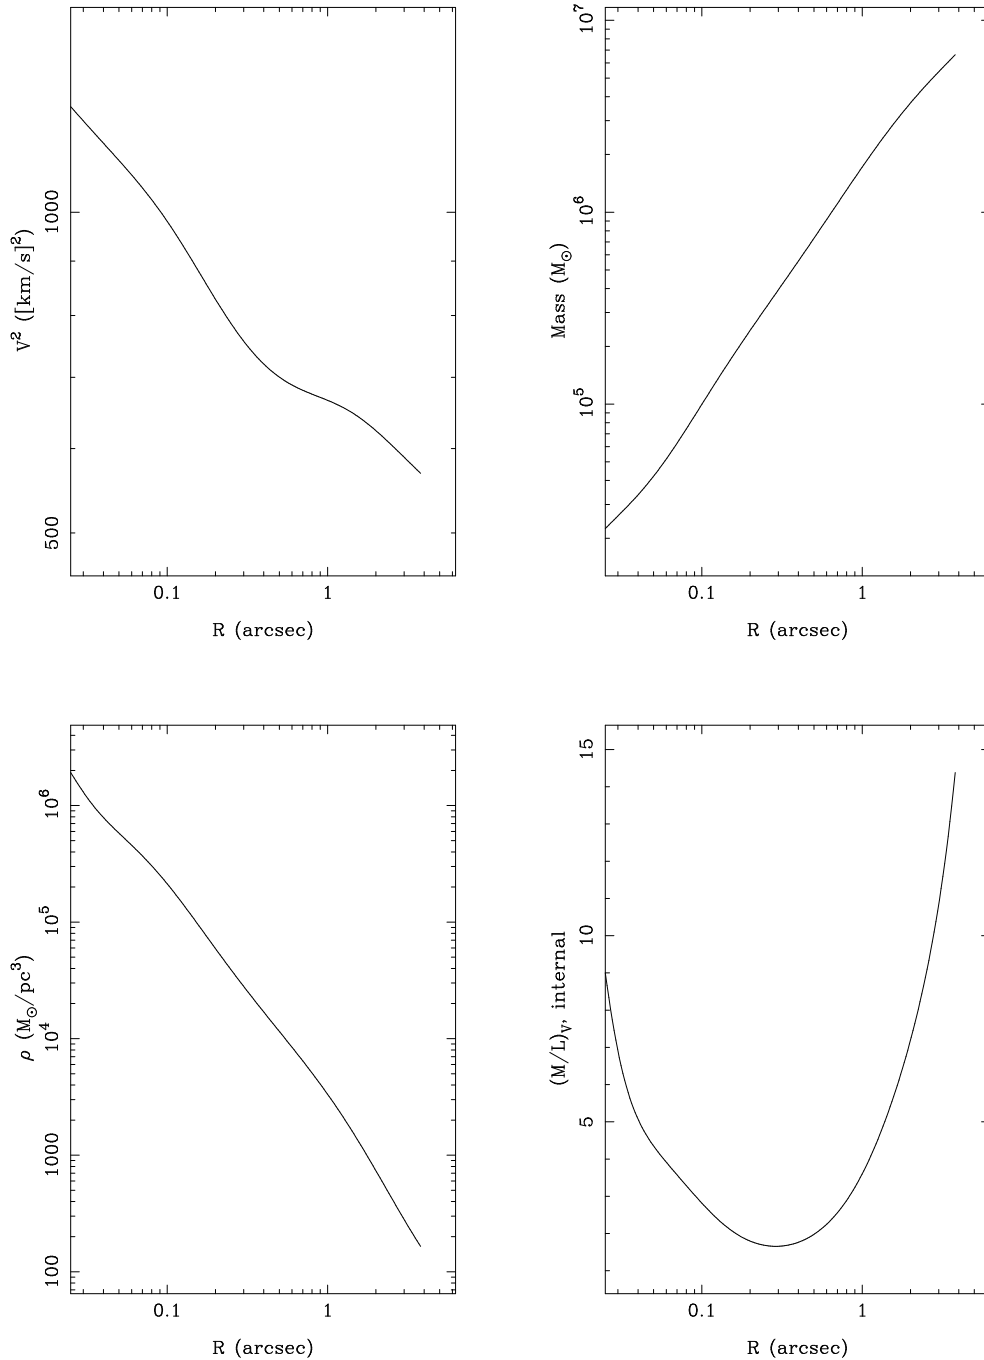 1000
500
V² ([km/s]²)
0.1 1
R (arcsec)
10⁷
10⁶
10⁵
Mass (M☉)
0.1 1
R (arcsec)
10⁶
10⁵
10⁴
1000
100
ρ (M☉/pc³)
0.1 1
R (arcsec)
15
10
5
(M/L)V, internal
0.1 1
R (arcsec)